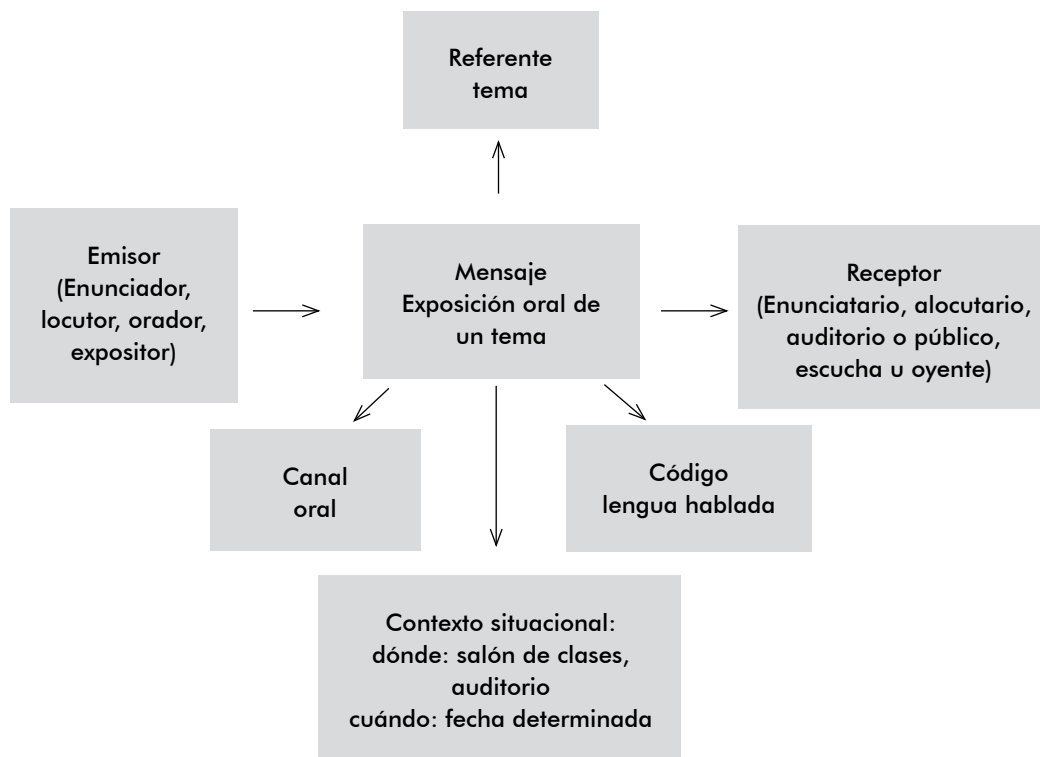 Referente
tema
Emisor
(Enunciador,
locutor, orador,
expositor)
Mensaje
Exposición oral de
un tema
Receptor
(Enunciatario, alocutario,
auditorio o público,
escucha u oyente)
Canal
oral
Código
lengua hablada
Contexto situacional:
dónde: salón de clases,
auditorio
cuándo: fecha determinada